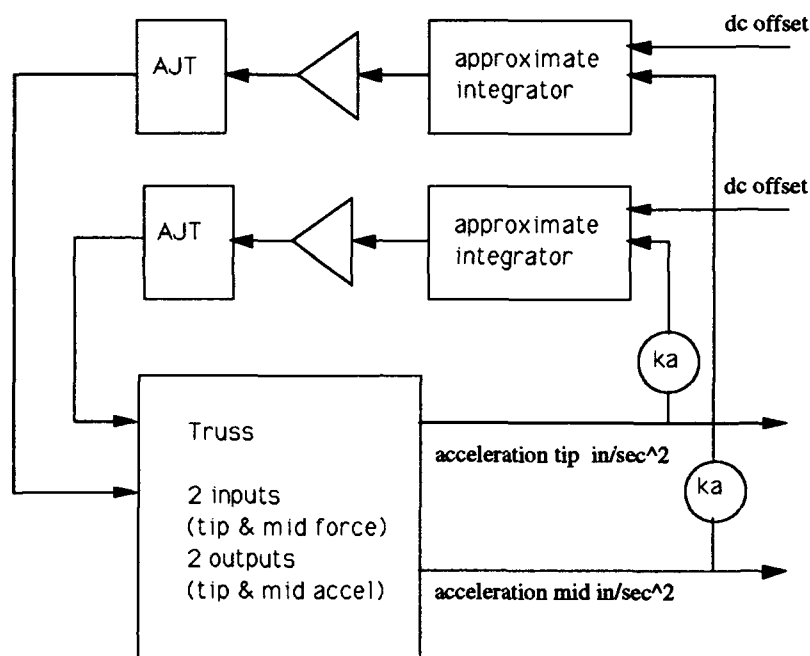 dc offset
AJT
approximate
integrator
dc offset
AJT
approximate
integrator
ka
Truss
acceleration tip in/sec^2
2 inputs
(tip & mid force)
2 outputs
(tip & mid accel)
ka
acceleration mid in/sec^2